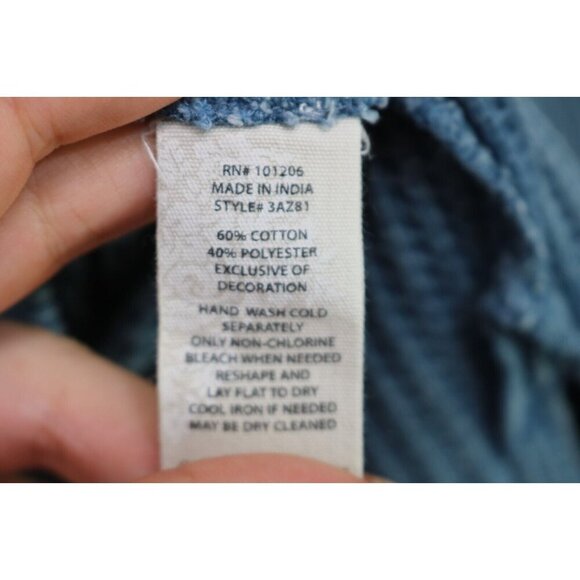 RN# 101206
MADE IN INDIA
STYLE# 3AZ81
60% COTTON
40% POLYESTER
EXCLUSIVE OF
DECORATION
HAND WASH COLD
SEPARATELY
ONLY NON-CHLORINE
BLEACH WHEN NEEDED
RESHAPE AND
LAY FLAT TO DRY
COOL IRON IF NEEDED
MAY BE DRY CLEANED